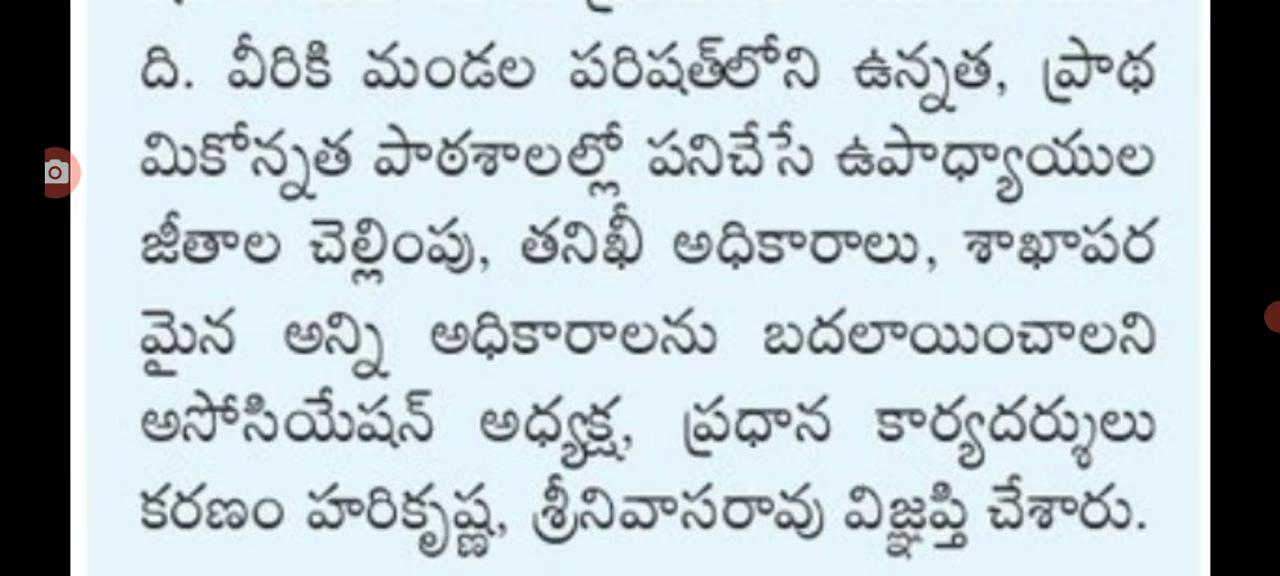 ది. వీరికి మండల పరిషత్‌లోని ఉన్నత, ప్రాథ
మికోన్నత పాఠశాలల్లో పనిచేసే ఉపాధ్యాయుల
జీతాల చెల్లింపు, తనిఖీ అధికారాలు, శాఖాపర
మైన అన్ని అధికారాలను బదలాయించాలని
అసోసియేషన్ అధ్యక్ష, ప్రధాన కార్యదర్శులు
కరణం హరికృష్ణ, శ్రీనివాసరావు విజ్ఞప్తి చేశారు.